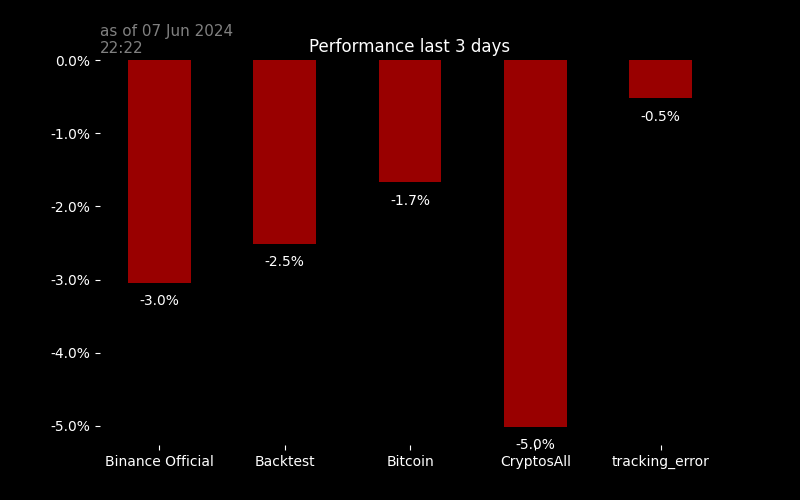 as of 07 Jun 2024
22:22
Performance last 3 days
0.0%
-1.0%
-2.0%
-3.0%
-4.0%
-5.0%
-3.0%
-2.5%
-1.7%
-5.0%
-0.5%
Binance Official
Backtest
Bitcoin
CryptosAll
tracking_error